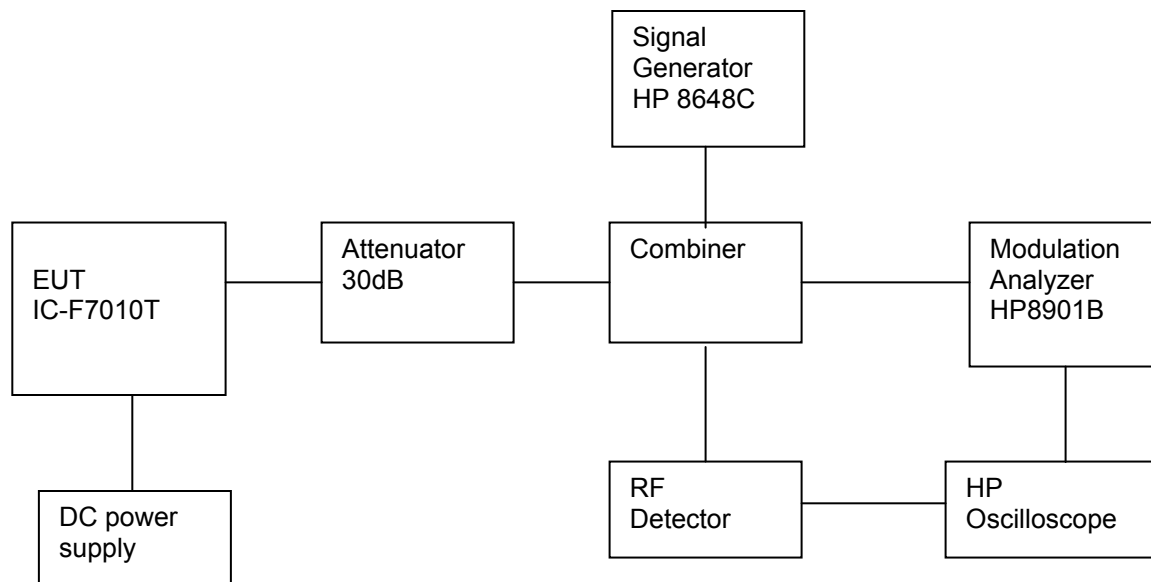 Signal
Generator
HP 8648C
EUT
IC-F7010T
Attenuator
30dB
Combiner
Modulation
Analyzer
HP8901B
DC power
supply
RF
Detector
HP
Oscilloscope